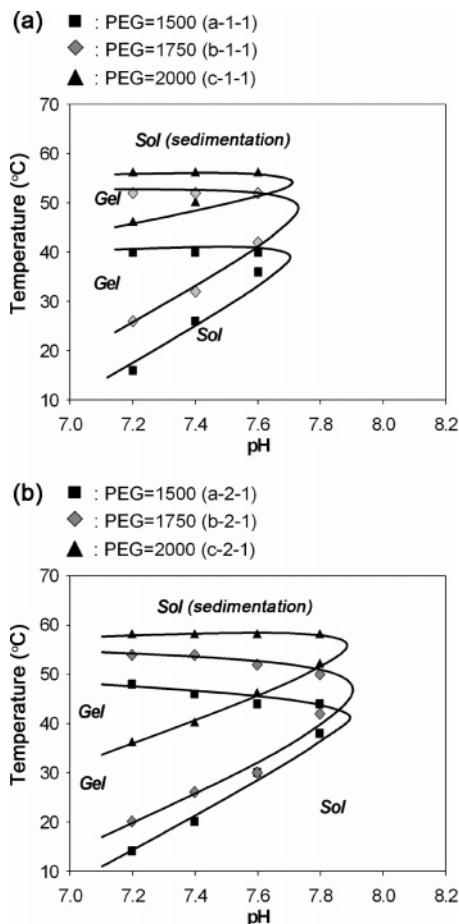 (a)
■ : PEG=1500 (a-1-1)
◆ : PEG=1750 (b-1-1)
▲ : PEG=2000 (c-1-1)
70
Sol (sedimentation)
60
50
Gel
40
Gel
30
Sol
20
10
Temperature (°C)
7.0 7.2 7.4 7.6 7.8 8.0 8.2
pH
(b)
■ : PEG=1500 (a-2-1)
◆ : PEG=1750 (b-2-1)
▲ : PEG=2000 (c-2-1)
70
Sol (sedimentation)
60
50
Gel
40
Gel
30
Sol
20
10
Temperature (°C)
7.0 7.2 7.4 7.6 7.8 8.0 8.2
pH